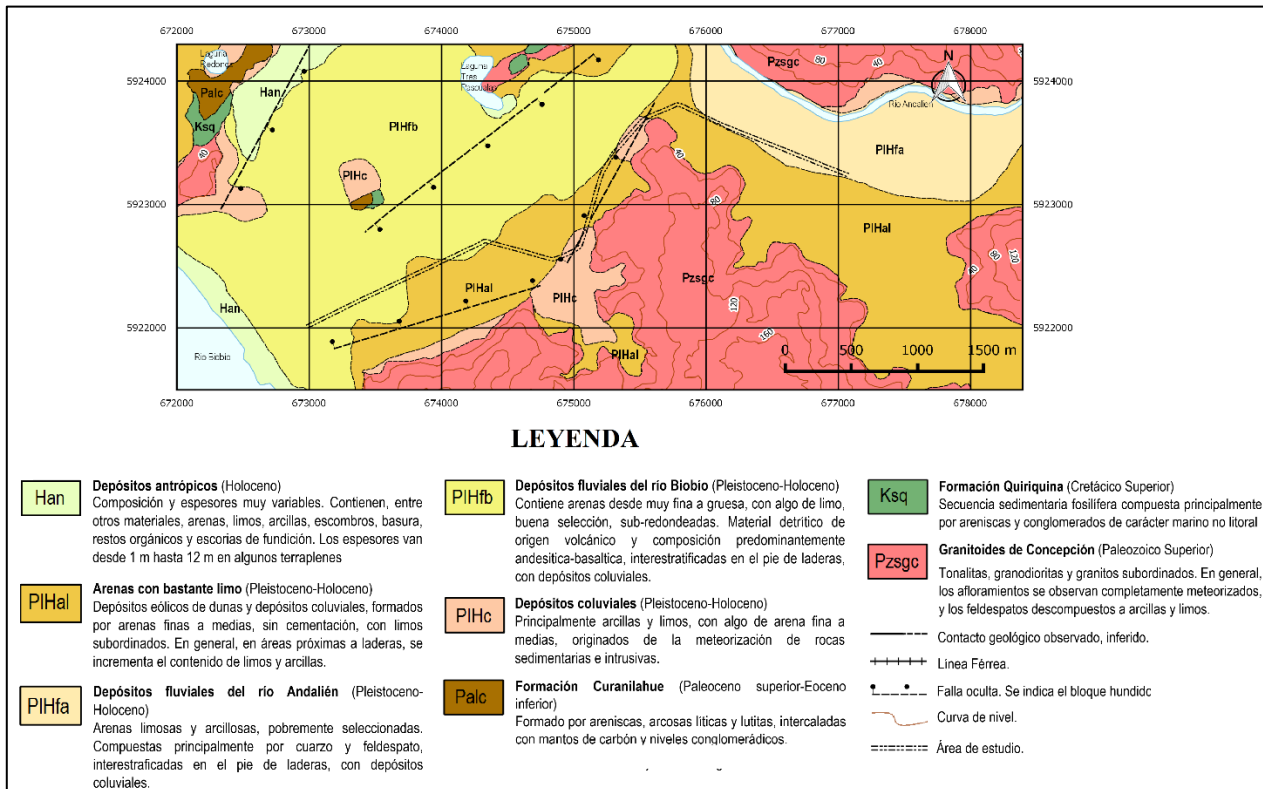 672000 673000 674000 675000 676000 677000 678000
5924000 5924000
5923000 5923000
5922000 5922000
Laguna
Redonda
Palc
Han
Ksq
40
Laguna
Tres
Pascualas
PlHfb
PlHc
Pzsgc
80
40
N
Río Andalién
PlHfa
40
80
PlHal
Pzsgc
120
40
Han
PlHal
PlHc
120
160
PlHal
Río Biobío
0 500 1000 1500 m
672000 673000 674000 675000 676000 677000 678000
LEYENDA
Han
Depósitos antrópicos (Holoceno)
Composición y espesores muy variables. Contienen, entre
otros materiales, arenas, limos, arcillas, escombros, basura,
restos orgánicos y escorias de fundición. Los espesores van
desde 1 m hasta 12 m en algunos terraplenes
PlHal
Arenas con bastante limo (Pleistoceno-Holoceno)
Depósitos eólicos de dunas y depósitos coluviales, formados
por arenas finas a medias, sin cementación, con limos
subordinados. En general, en áreas próximas a laderas, se
incrementa el contenido de limos y arcillas.
PlHfa
Depósitos fluviales del río Andalién (Pleistoceno-
Holoceno)
Arenas limosas y arcillosas, pobremente seleccionadas.
Compuestas principalmente por cuarzo y feldespato,
interestraficadas en el pie de laderas, con depósitos
coluviales.
PlHfb
Depósitos fluviales del río Biobio (Pleistoceno-Holoceno)
Contiene arenas desde muy fina a gruesa, con algo de limo,
buena selección, sub-redondeadas. Material detrítico de
origen volcánico y composición predominantemente
andesitica-basaltica, interestratificadas en el pie de laderas,
con depósitos coluviales.
PlHc
Depósitos coluviales (Pleistoceno-Holoceno)
Principalmente arcillas y limos, con algo de arena fina a
medias, originados de la meteorización de rocas
sedimentarias e intrusivas.
Palc
Formación Curanilahue (Paleoceno superior-Eoceno
inferior)
Formado por areniscas, arcosas líticas y lutitas, intercaladas
con mantos de carbón y niveles conglomerádicos.
Ksq
Formación Quiriquina (Cretácico Superior)
Secuencia sedimentaria fosilífera compuesta principalmente
por areniscas y conglomerados de carácter marino no litoral
Pzsgc
Granitoides de Concepción (Paleozoico Superior)
Tonalitas, granodioritas y granitos subordinados. En general,
los afloramientos se observan completamente meteorizados,
y los feldespatos descompuestos a arcillas y limos.
Contacto geológico observado, inferido.
Línea Férrea.
Falla oculta. Se indica el bloque hundido
Curva de nivel.
Área de estudio.